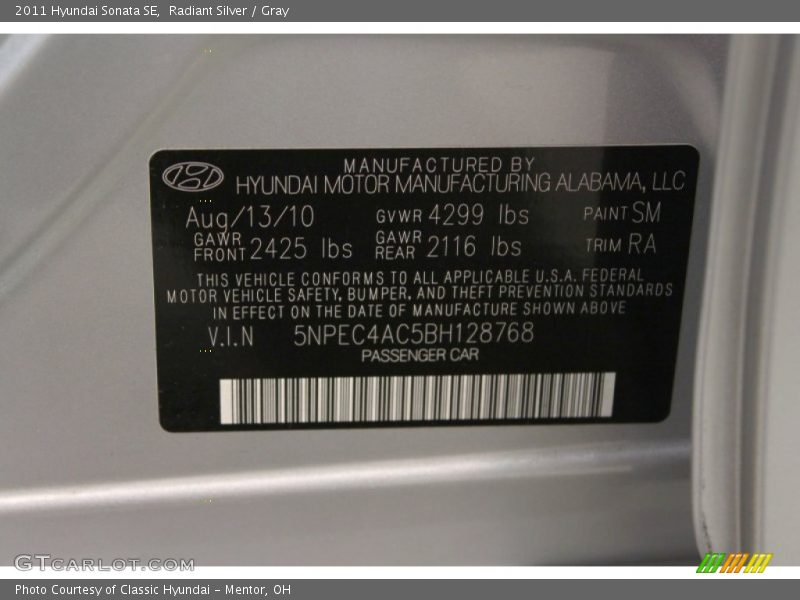 2011 Hyundai Sonata SE,  Radiant Silver / Gray
MANUFACTURED BY
HYUNDAI MOTOR MANUFACTURING ALABAMA, LLC
Aug/13/10 GVWR 4299 lbs PAINT SM
GAWR FRONT 2425 lbs GAWR REAR 2116 lbs TRIM RA
THIS VEHICLE CONFORMS TO ALL APPLICABLE U.S.A. FEDERAL
MOTOR VEHICLE SAFETY, BUMPER, AND THEFT PREVENTION STANDARDS
IN EFFECT ON THE DATE OF MANUFACTURE SHOWN ABOVE
V.I.N 5NPEC4AC5BH128768
PASSENGER CAR
GTCARLOT.COM
Photo Courtesy of Classic Hyundai - Mentor, OH